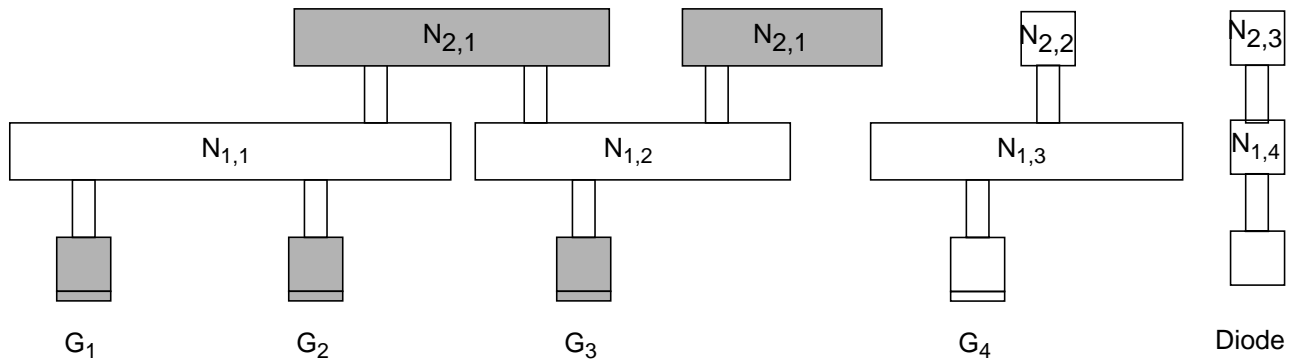 N2,1 N2,1 N2,2 N2,3
N1,1 N1,2 N1,3 N1,4
G1 G2 G3 G4 Diode